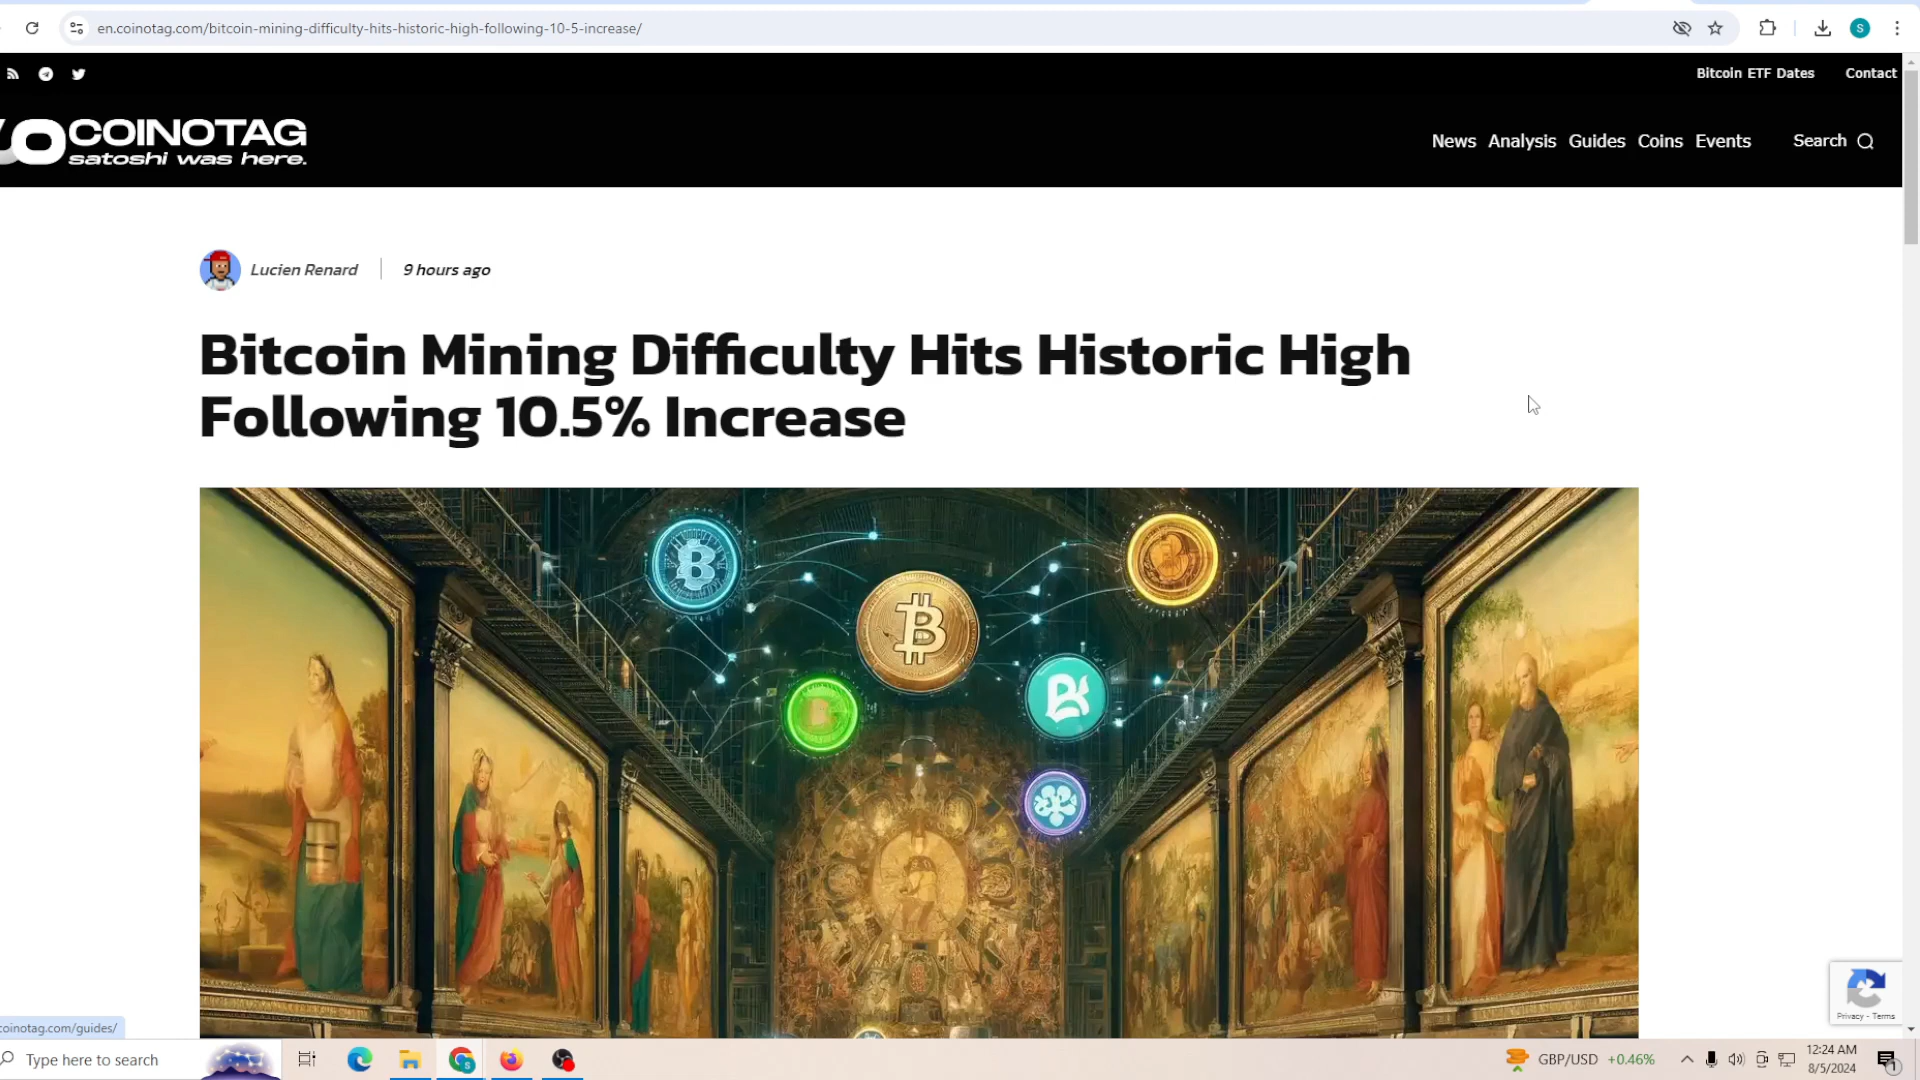 en.coinotag.com/bitcoin-mining-difficulty-hits-historic-high-following-10-5-increase/
S
Bitcoin ETF Dates Contact
COINOTAG
satoshi was here.
News Analysis Guides Coins Events Search
Lucien Renard 9 hours ago
Bitcoin Mining Difficulty Hits Historic High
Following 10.5% Increase
Privacy - Terms
coinotag.com/guides/
Type here to search
GBP/USD +0.46%
12:24 AM
8/5/2024
1